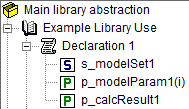 Main library abstraction
Example Library Use
Declaration 1
S s_modelSet1
P p_modelParam1(i)
P p_calcResult1